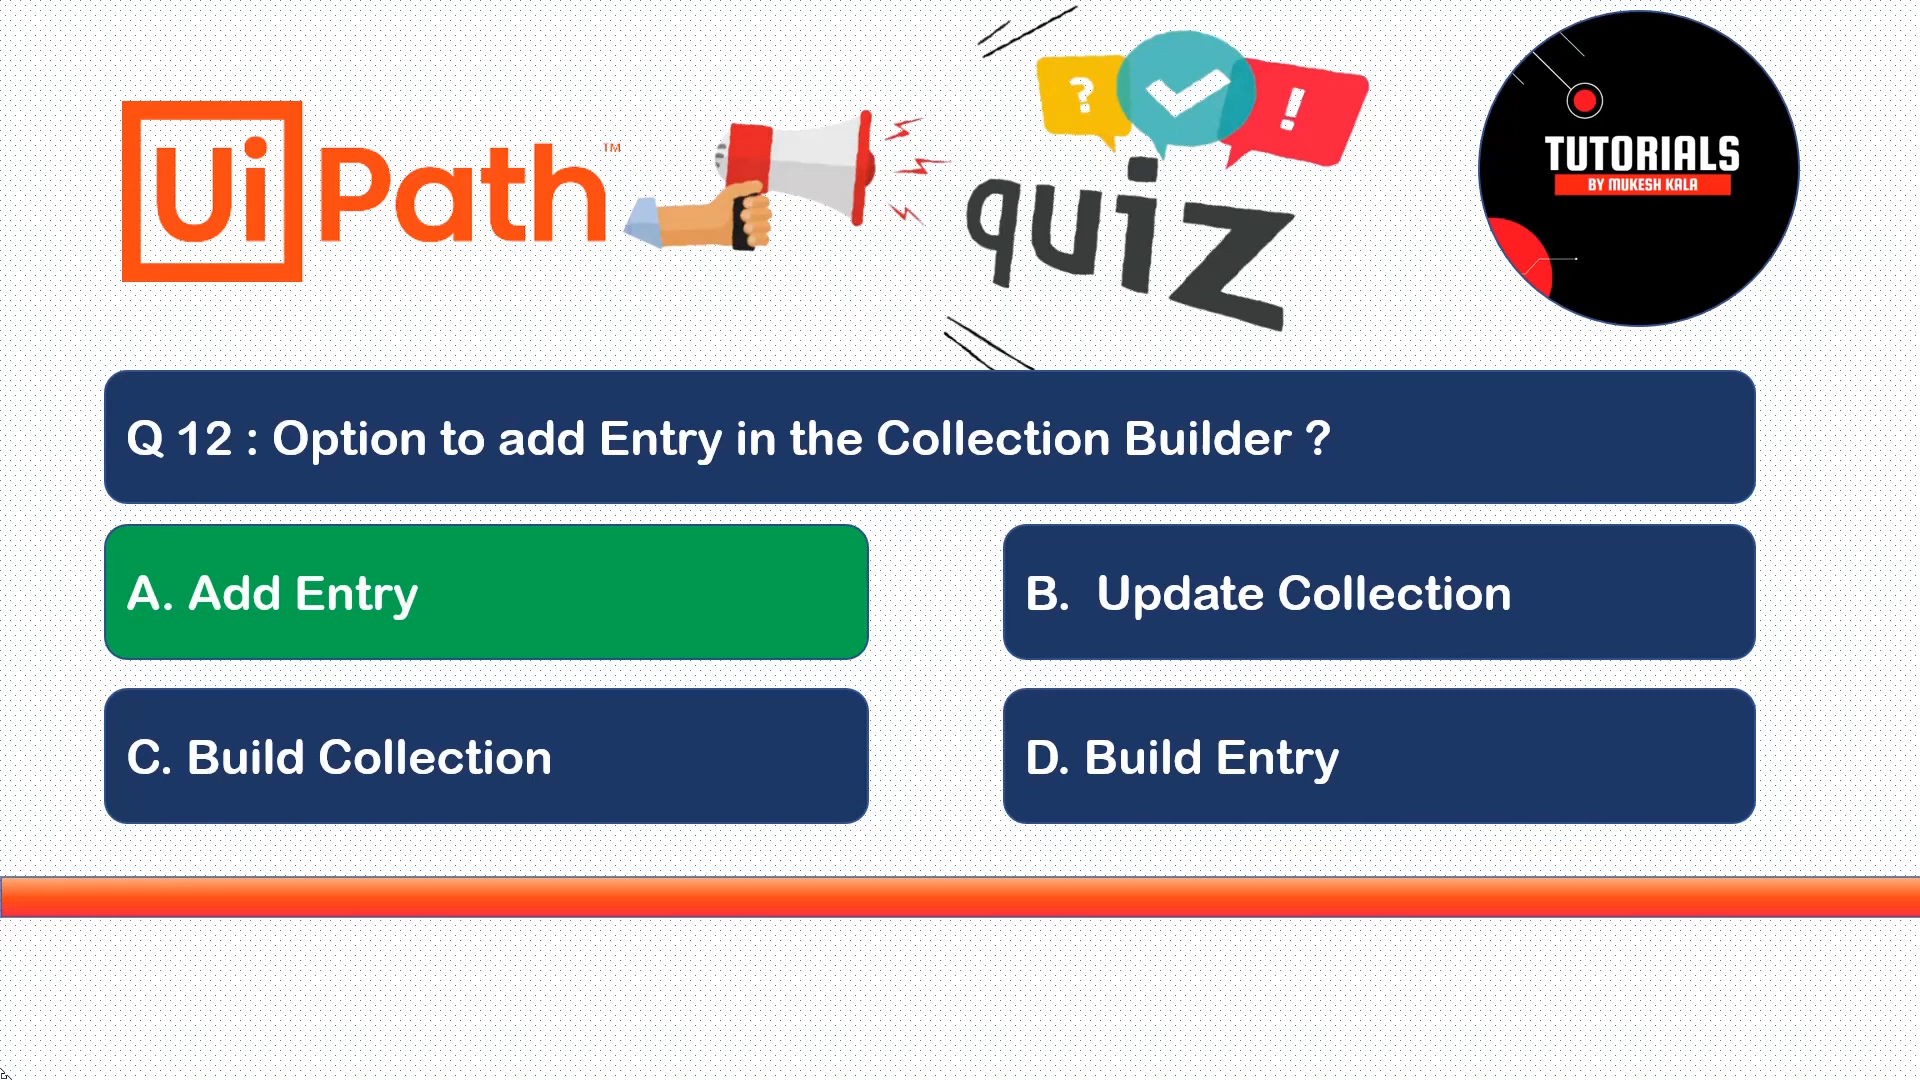 UiPath™
?
!
quiz
TUTORIALS
BY MUKESH KALA
Q 12 : Option to add Entry in the Collection Builder ?
A. Add Entry
B. Update Collection
C. Build Collection
D. Build Entry